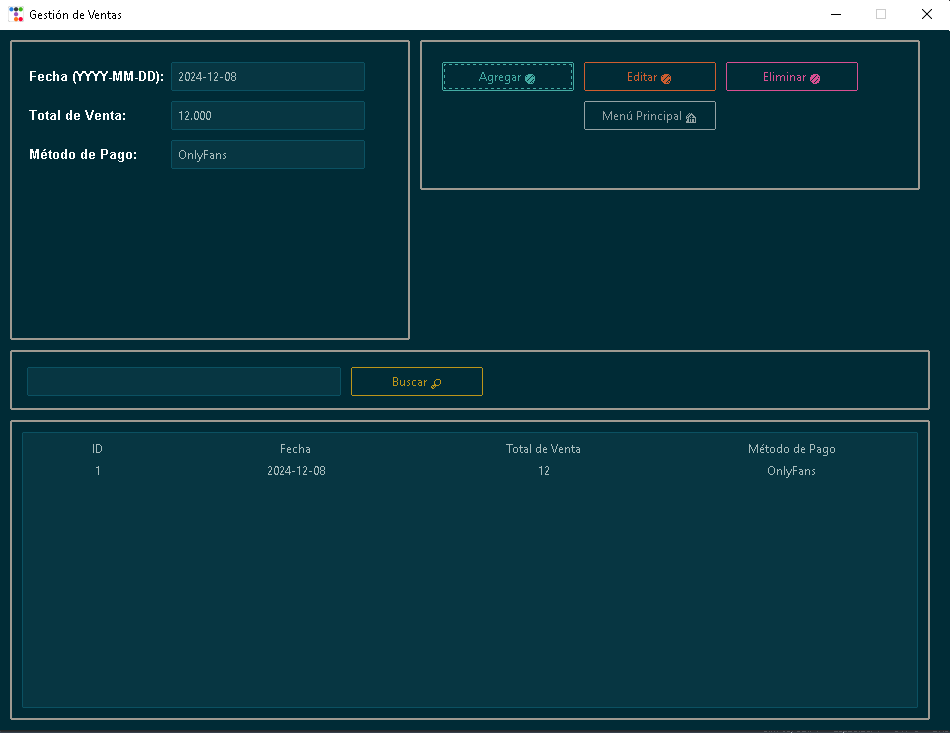 Gestión de Ventas
Fecha (YYYY-MM-DD): 2024-12-08
Total de Venta: 12.000
Método de Pago: OnlyFans
Agregar Editar Eliminar
Menú Principal
Buscar
ID Fecha Total de Venta Método de Pago
1 2024-12-08 12 OnlyFans